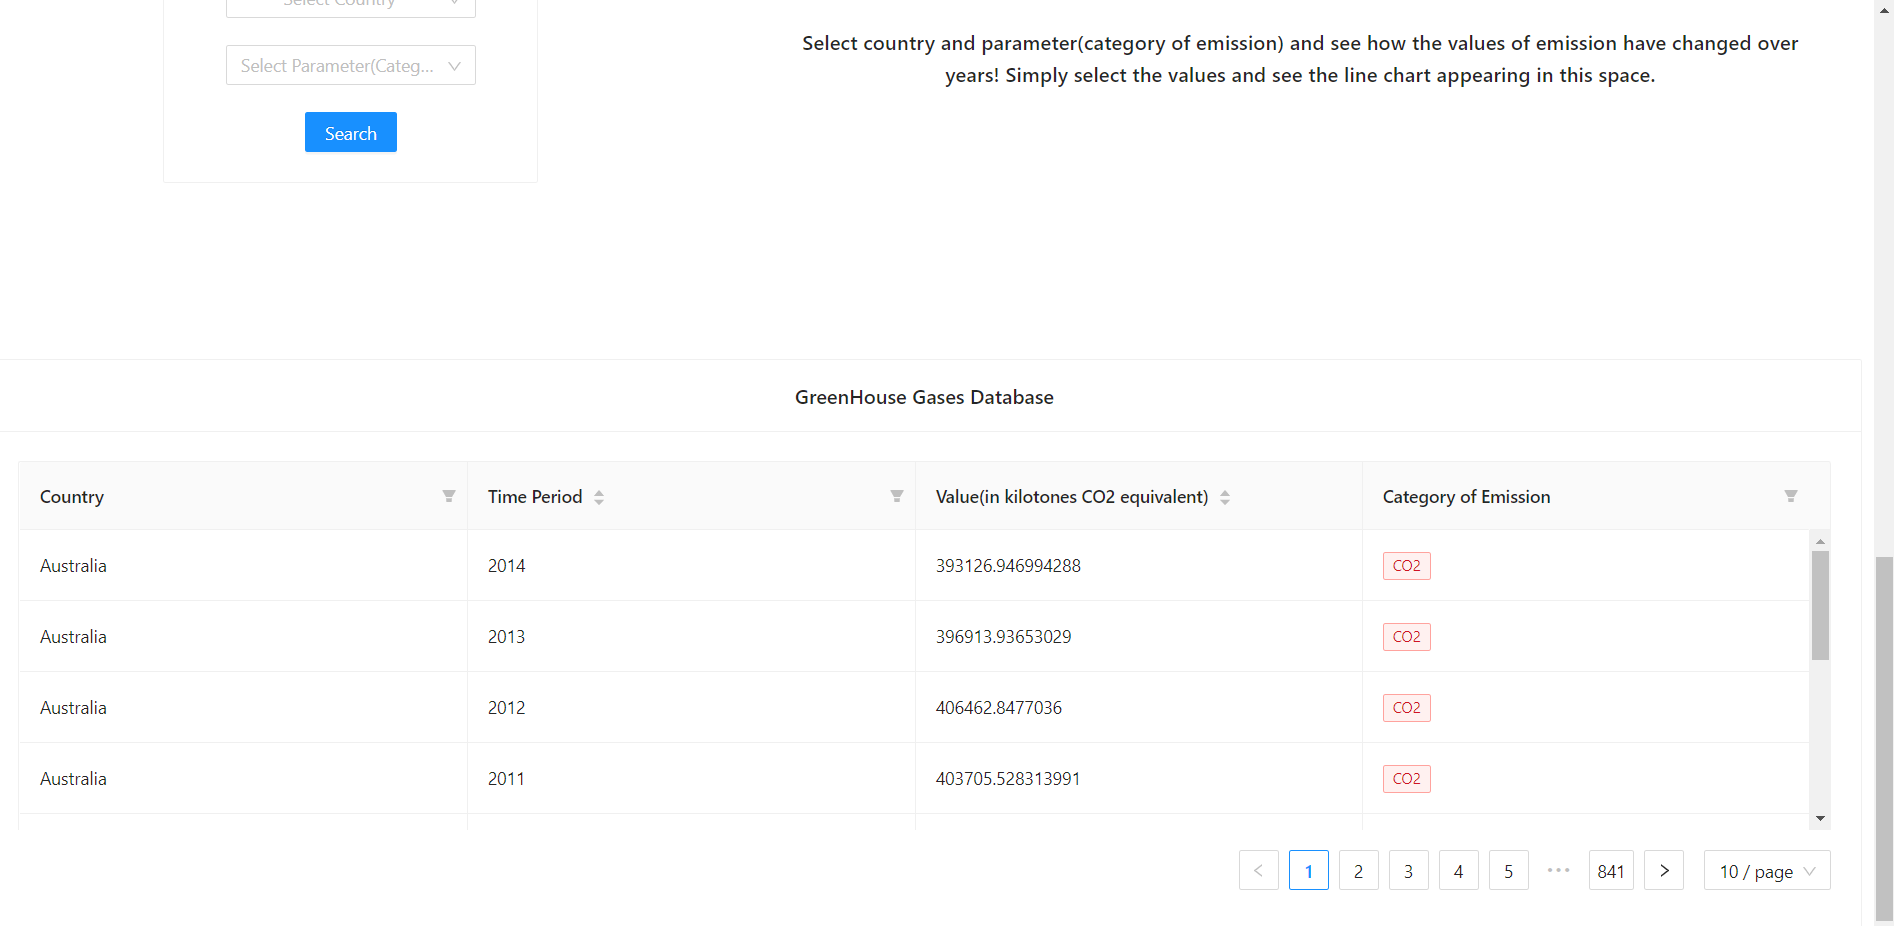 Select Country
Select Parameter(Categ...
Search
Select country and parameter(category of emission) and see how the values of emission have changed over
years! Simply select the values and see the line chart appearing in this space.
GreenHouse Gases Database
Country Time Period Value(in kilotones CO2 equivalent) Category of Emission
Australia 2014 393126.946994288 CO2
Australia 2013 396913.93653029 CO2
Australia 2012 406462.8477036 CO2
Australia 2011 403705.528313991 CO2
< 1 2 3 4 5 ••• 841 > 10 / page